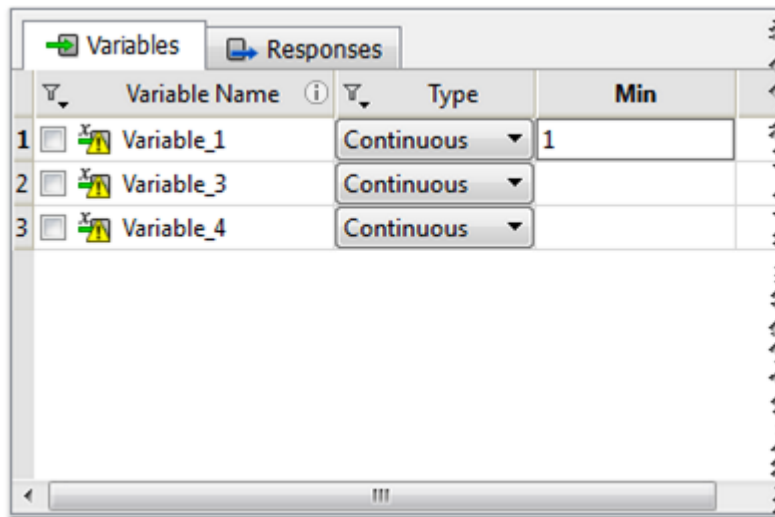 Variables Responses
Variable Name Type Min
1 Variable_1 Continuous 1
2 Variable_3 Continuous
3 Variable_4 Continuous